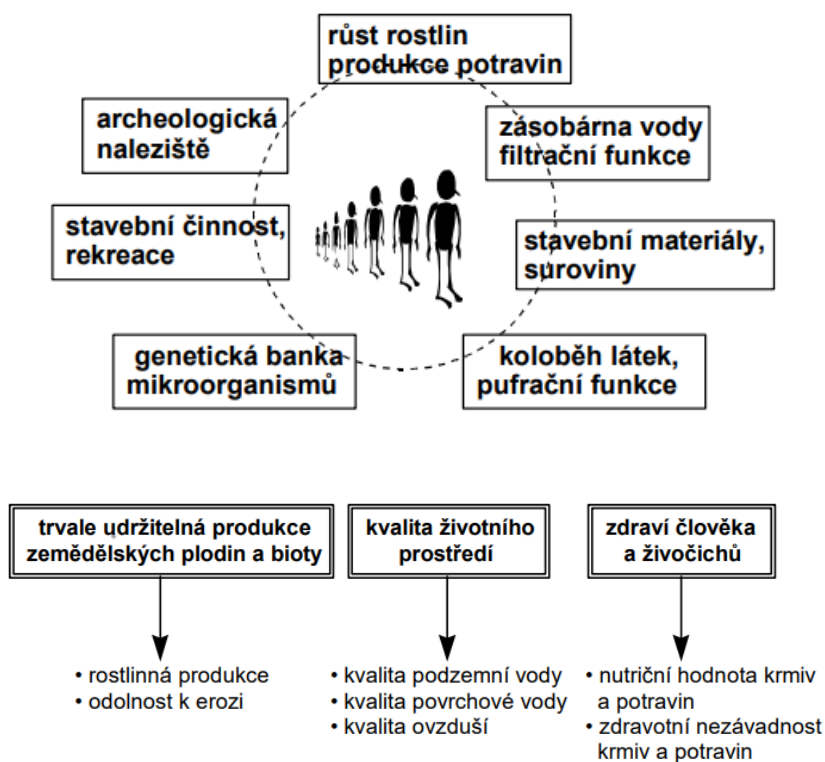 růst rostlin
produkce potravin
archeologická
naleziště
zásobárna vody
filtrační funkce
stavební činnost,
rekreace
stavební materiály,
suroviny
genetická banka
mikroorganismů
koloběh látek,
pufrační funkce
trvale udržitelná produkce
zemědělských plodin a bioty
kvalita životního
prostředí
zdraví člověka
a živočichů
• rostlinná produkce
• odolnost k erozi
• kvalita podzemní vody
• kvalita povrchové vody
• kvalita ovzduší
• nutriční hodnota krmiv
a potravin
• zdravotní nezávadnost
krmiv a potravin